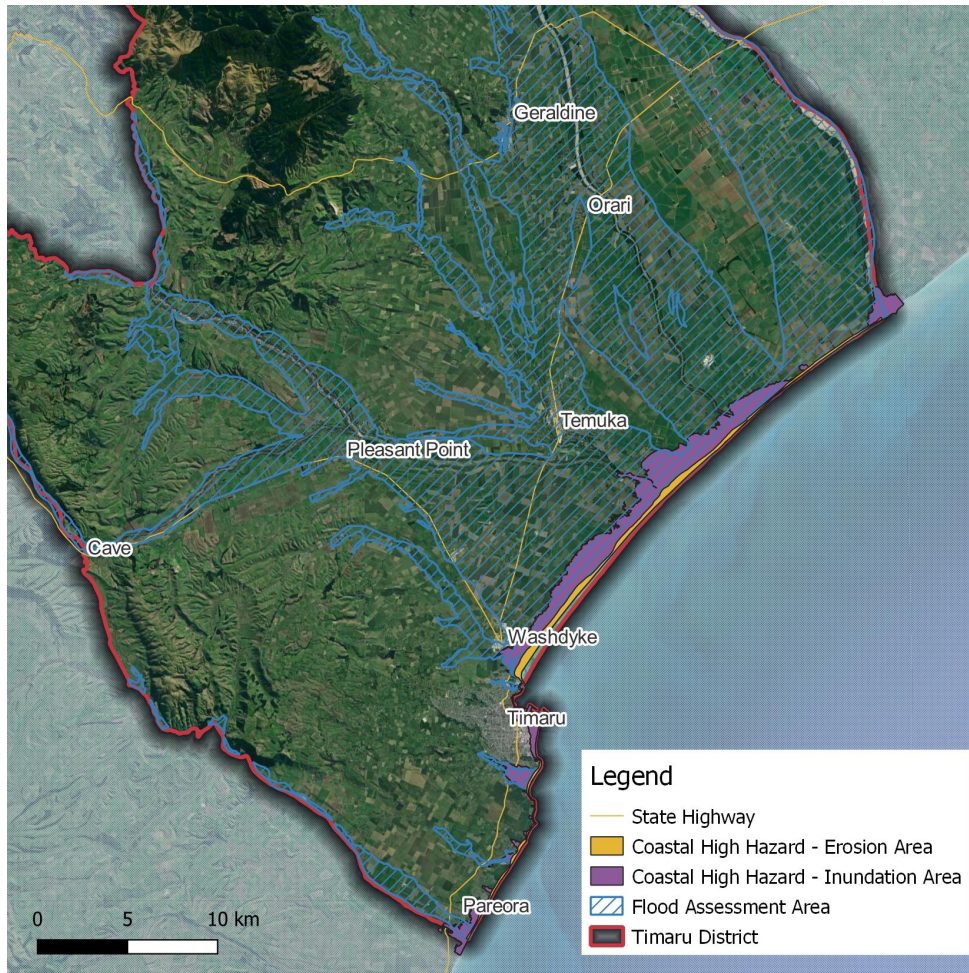 Geraldine
Orari
Temuka
Pleasant Point
Cave
Washdyke
Timaru
Legend
State Highway
Coastal High Hazard - Erosion Area
Coastal High Hazard - Inundation Area
Flood Assessment Area
Timaru District
Pareora
0 5 10 km